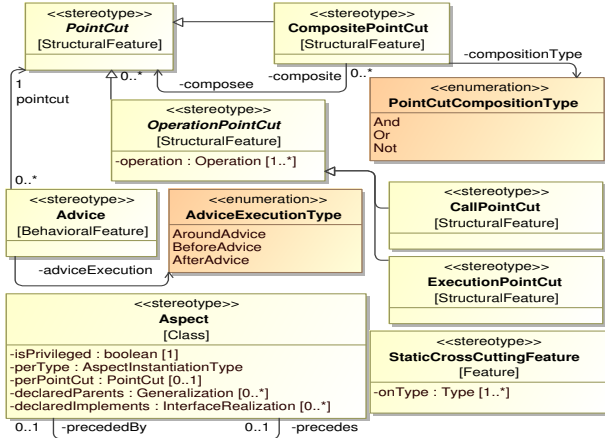 <<stereotype>>
PointCut
[StructuralFeature]
<<stereotype>>
CompositePointCut
[StructuralFeature]
-compositionType
1
pointcut
0..*
-composee
-composite
0..*
<<enumeration>>
PointCutCompositionType
And
Or
Not
<<stereotype>>
OperationPointCut
[StructuralFeature]
-operation : Operation [1..*]
0..*
<<stereotype>>
Advice
[BehavioralFeature]
<<enumeration>>
AdviceExecutionType
AroundAdvice
BeforeAdvice
AfterAdvice
<<stereotype>>
CallPointCut
[StructuralFeature]
-adviceExecution
<<stereotype>>
ExecutionPointCut
[StructuralFeature]
<<stereotype>>
Aspect
[Class]
-isPrivileged : boolean [1]
-perType : AspectInstantiationType
-perPointCut : PointCut [0..1]
-declaredParents : Generalization [0..*]
-declaredImplements : InterfaceRealization [0..*]
<<stereotype>>
StaticCrossCuttingFeature
[Feature]
-onType : Type [1..*]
0..1
-precededBy
0..1
-precedes